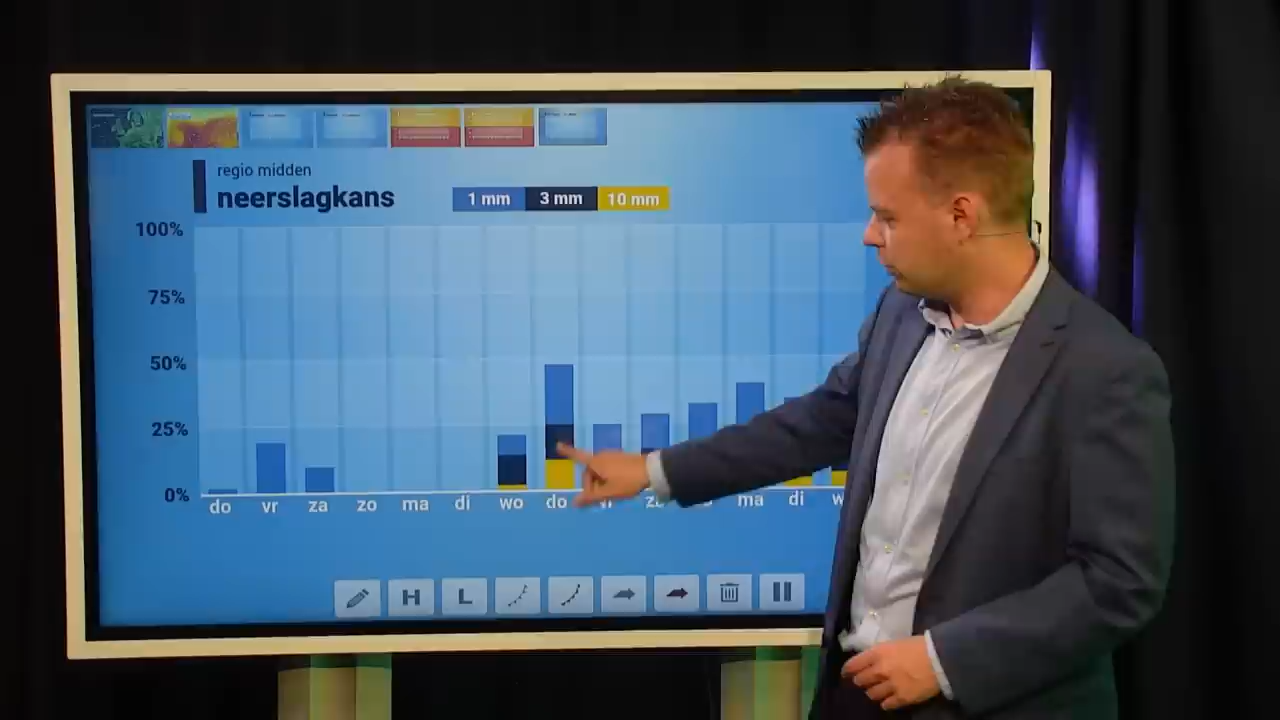 regio midden
neerslagkans
1 mm 3 mm 10 mm
100%
75%
50%
25%
0%
do vr za zo ma di wo do ma di
H L